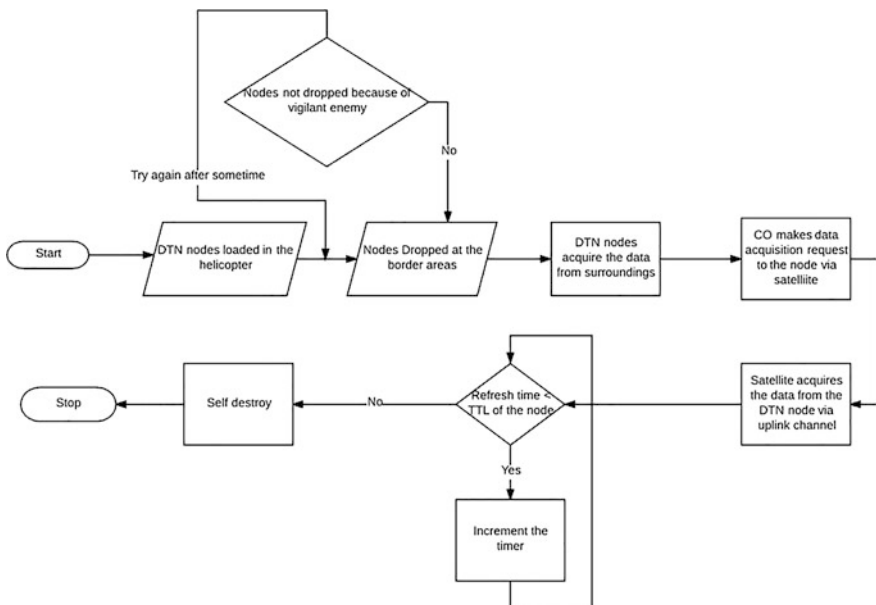 Nodes not dropped because of
vigilant enemy
No
Try again after sometime
Start
DTN nodes loaded in the
helicopter
Nodes Dropped at the
border areas
DTN nodes
acquire the data
from surroundings
CO makes data
acquisition request
to the node via
satelliite
Stop
Self destroy
No
Refresh time <
TTL of the node
Satellite acquires
the data from the
DTN node via
uplink channel
Yes
Increment the
timer